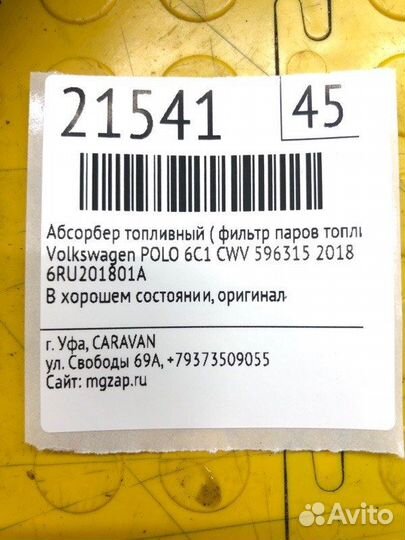 21541 45
Абсорбер топливный ( фильтр паров топли
Volkswagen POLO 6C1 CWV 596315 2018
6RU201801A
В хорошем состоянии, оригинал
г. Уфа, CARAVAN
ул. Свободы 69А, +79373509055
Сайт: mgzap.ru
Avito